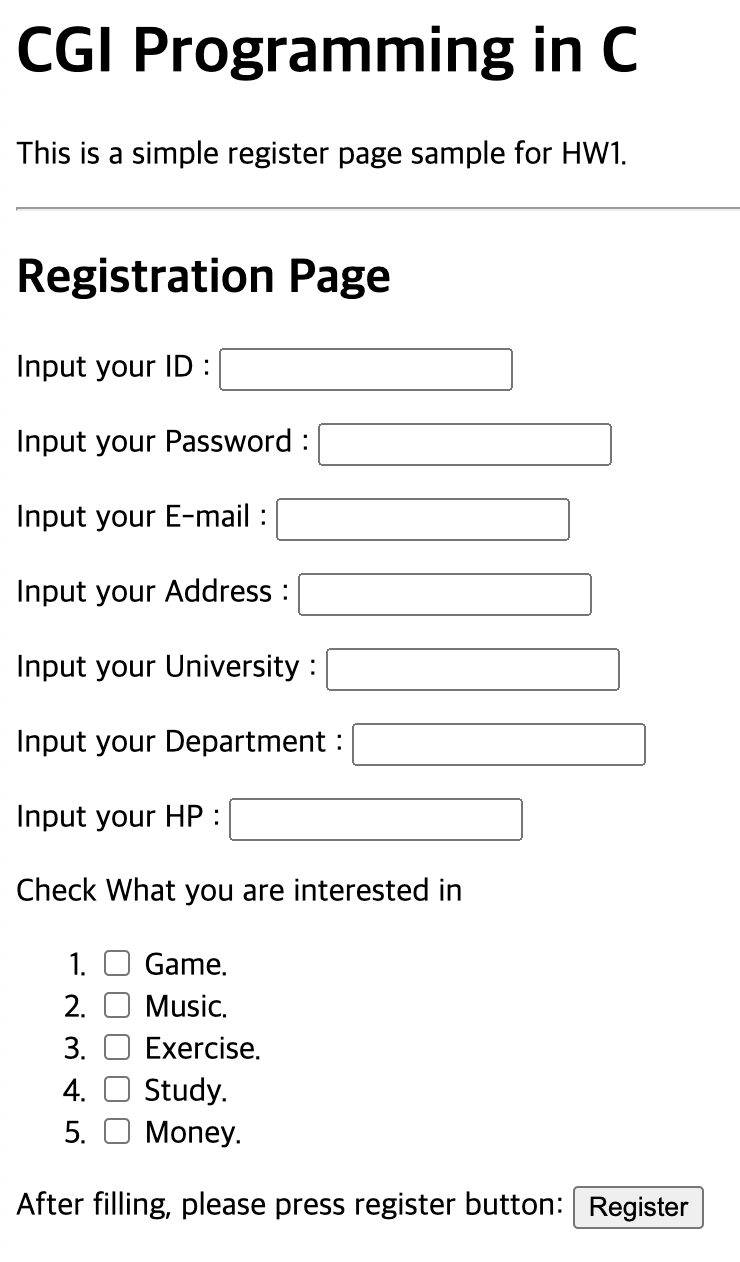 CGI Programming in C
This is a simple register page sample for HW1.
Registration Page
Input your ID :
Input your Password :
Input your E-mail :
Input your Address :
Input your University :
Input your Department :
Input your HP :
Check What you are interested in
1. Game.
2. Music.
3. Exercise.
4. Study.
5. Money.
After filling, please press register button: Register